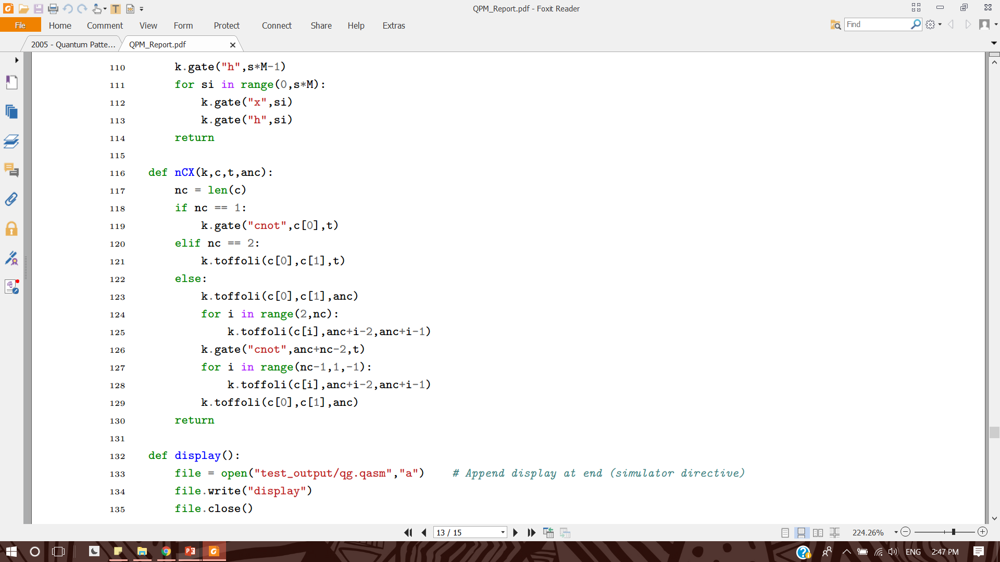 QPM_Report.pdf - Foxit Reader
File Home Comment View Form Protect Connect Share Help Extras Find
2005 - Quantum Patte... QPM_Report.pdf
110 k.gate("h",s*M-1)
111 for si in range(0,s*M):
112 k.gate("x",si)
113 k.gate("h",si)
114 return
115
116 def nCX(k,c,t,anc):
117 nc = len(c)
118 if nc == 1:
119 k.gate("cnot",c[0],t)
120 elif nc == 2:
121 k.toffoli(c[0],c[1],t)
122 else:
123 k.toffoli(c[0],c[1],anc)
124 for i in range(2,nc):
125 k.toffoli(c[i],anc+i-2,anc+i-1)
126 k.gate("cnot",anc+nc-2,t)
127 for i in range(nc-1,1,-1):
128 k.toffoli(c[i],anc+i-2,anc+i-1)
129 k.toffoli(c[0],c[1],anc)
130 return
131
132 def display():
133 file = open("test_output/qg.qasm","a") # Append display at end (simulator directive)
134 file.write("display")
135 file.close()
13 / 15 224.26%
ENG 2:47 PM